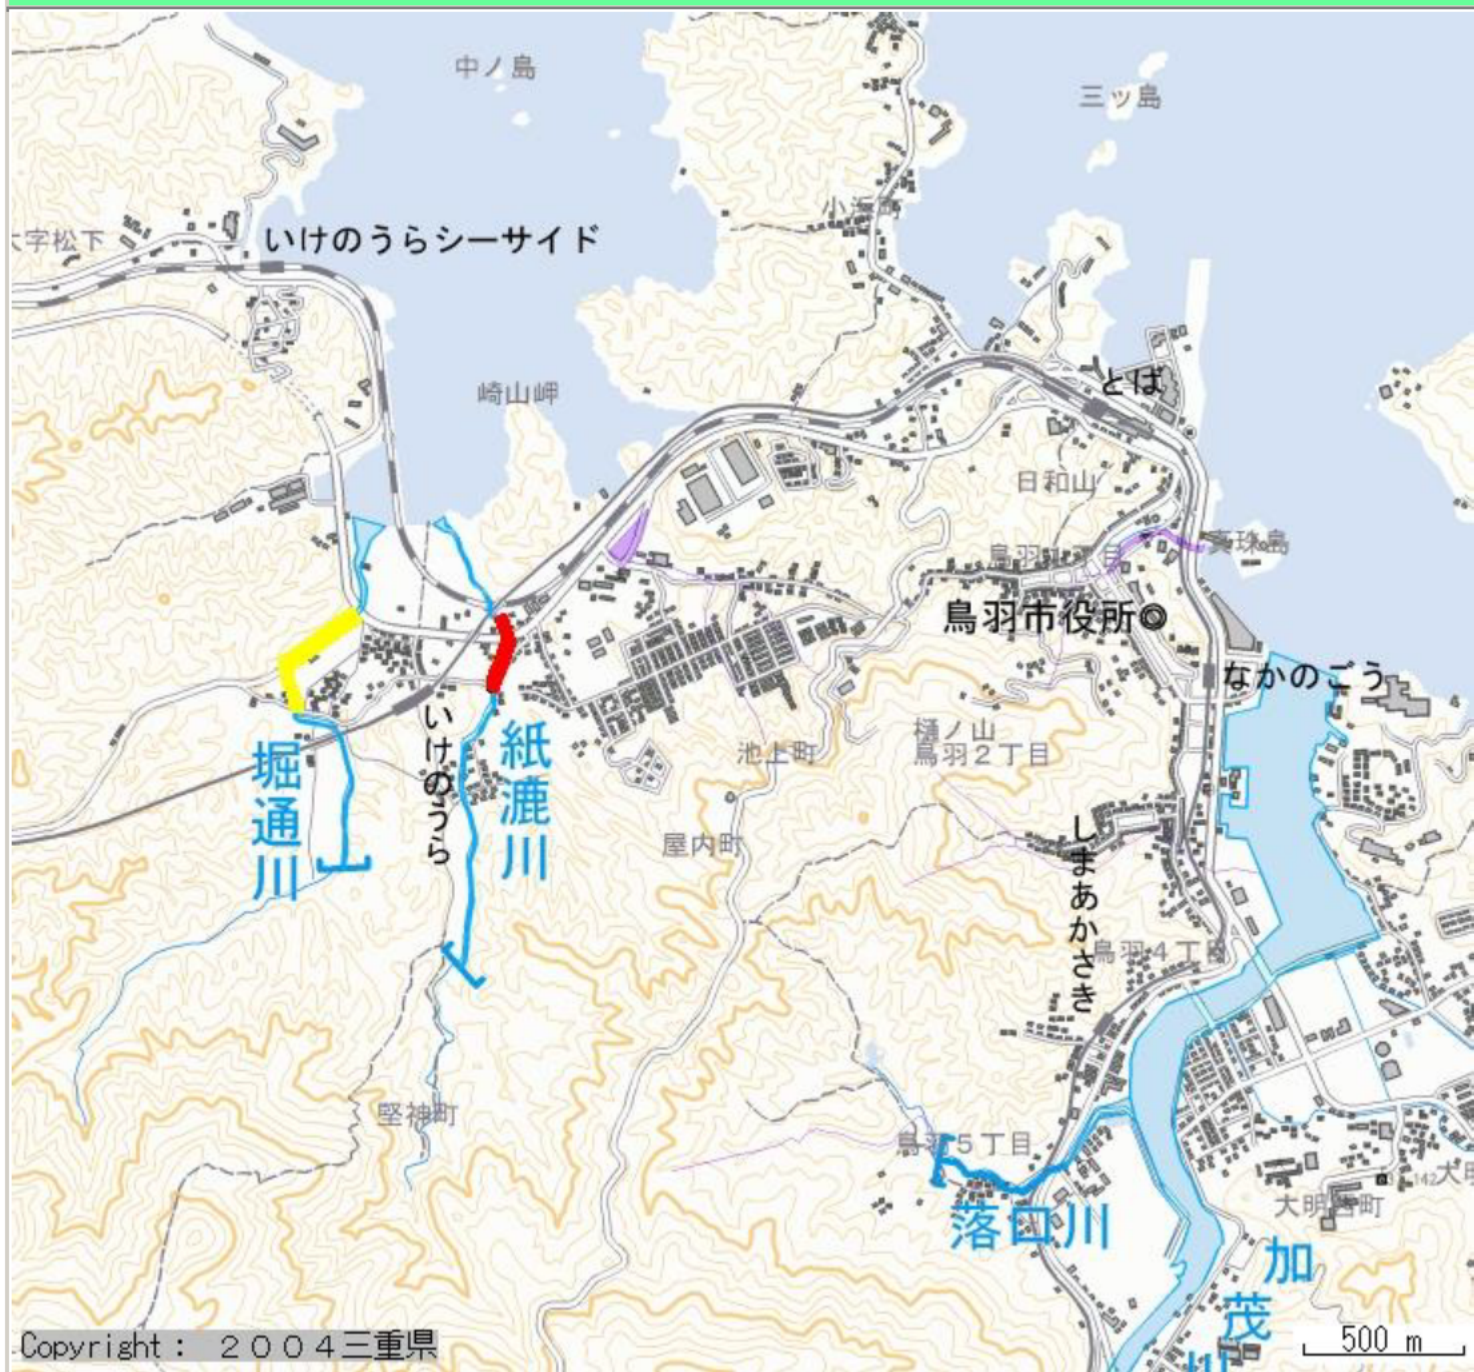 中ノ島
三ッ島
小浜町
大字松下
いけのうらシーサイド
崎山岬
とば
日和山
真珠島
鳥羽市役所◎
なかのごう
紙漉川
堀通川
いけのうら
池上町
樋ノ山
鳥羽2丁目
屋内町
しまあかさき
鳥羽4丁目
堅神町
鳥羽5丁目
落口川
大明西町
加茂川
Copyright： ２００４三重県
500 m